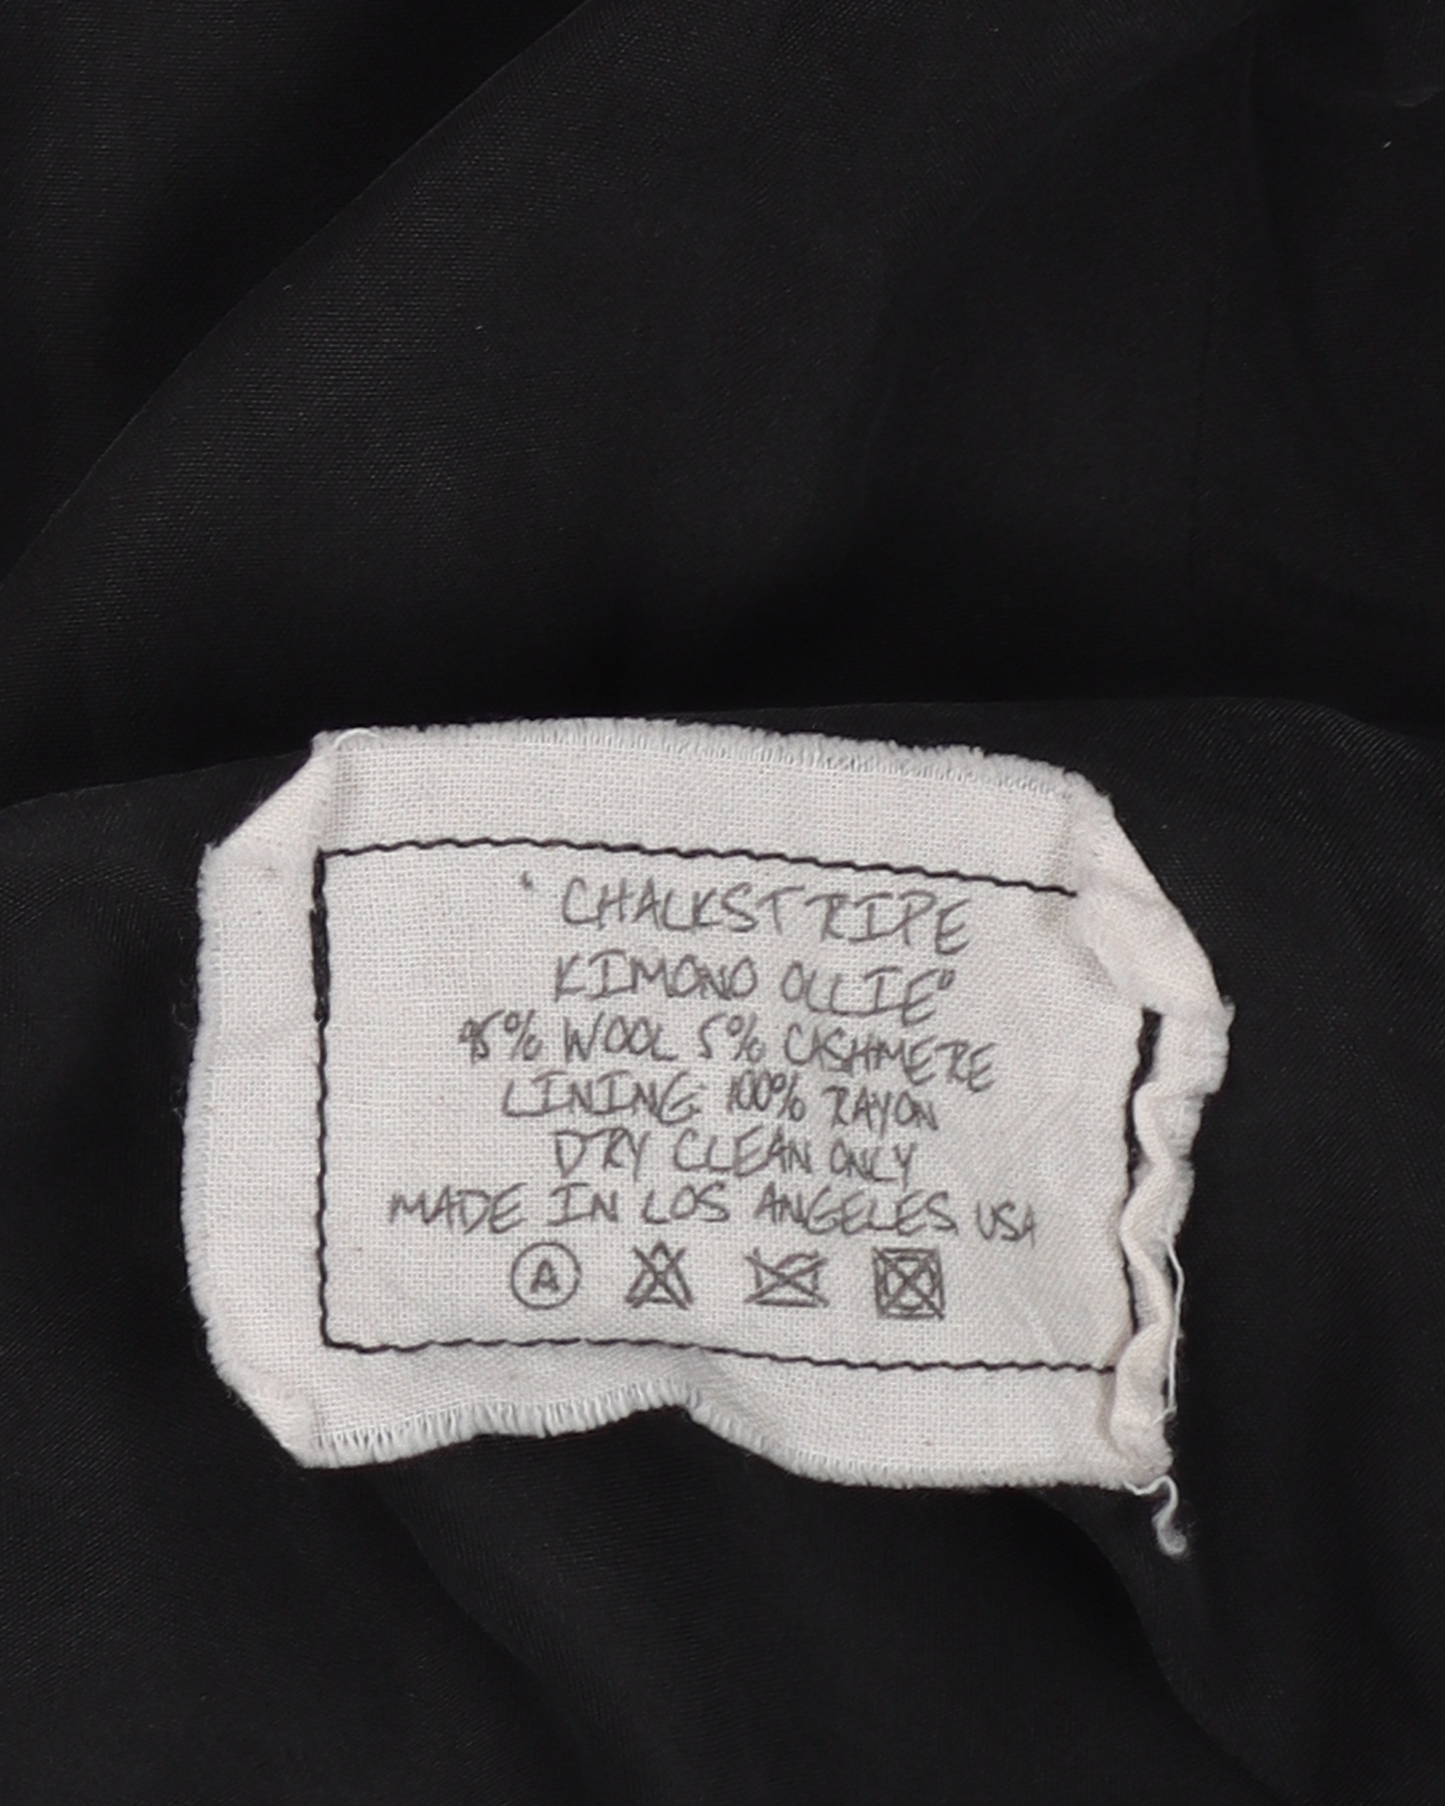 "CHALKSTRIPE
KIMONO OLLIE"
95% WOOL 5% CASHMERE
LINING: 100% RAYON
DRY CLEAN ONLY
MADE IN LOS ANGELES USA
A